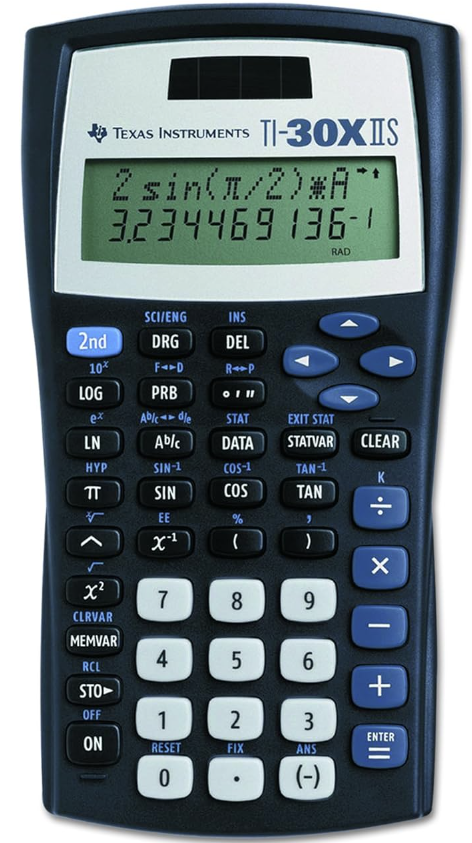 TEXAS INSTRUMENTS TI-30XIIS
2 sin(π/2)*A
3.234469136-1
RAD
SCI/ENG INS
2nd DRG DEL
10ˣ F◄►D R◄►P
LOG PRB ° ' "
eˣ Ab/c◄►d/e STAT EXIT STAT
LN Ab/c DATA STATVAR CLEAR
HYP SIN⁻¹ COS⁻¹ TAN⁻¹ K
π SIN COS TAN ÷
ˣ√ EE % ,
^ x⁻¹ ( ) ×
√
x² 7 8 9
CLRVAR
MEMVAR 4 5 6 −
RCL
STO► +
OFF
ON 1 2 3 ENTER =
RESET FIX ANS
0 . (-)